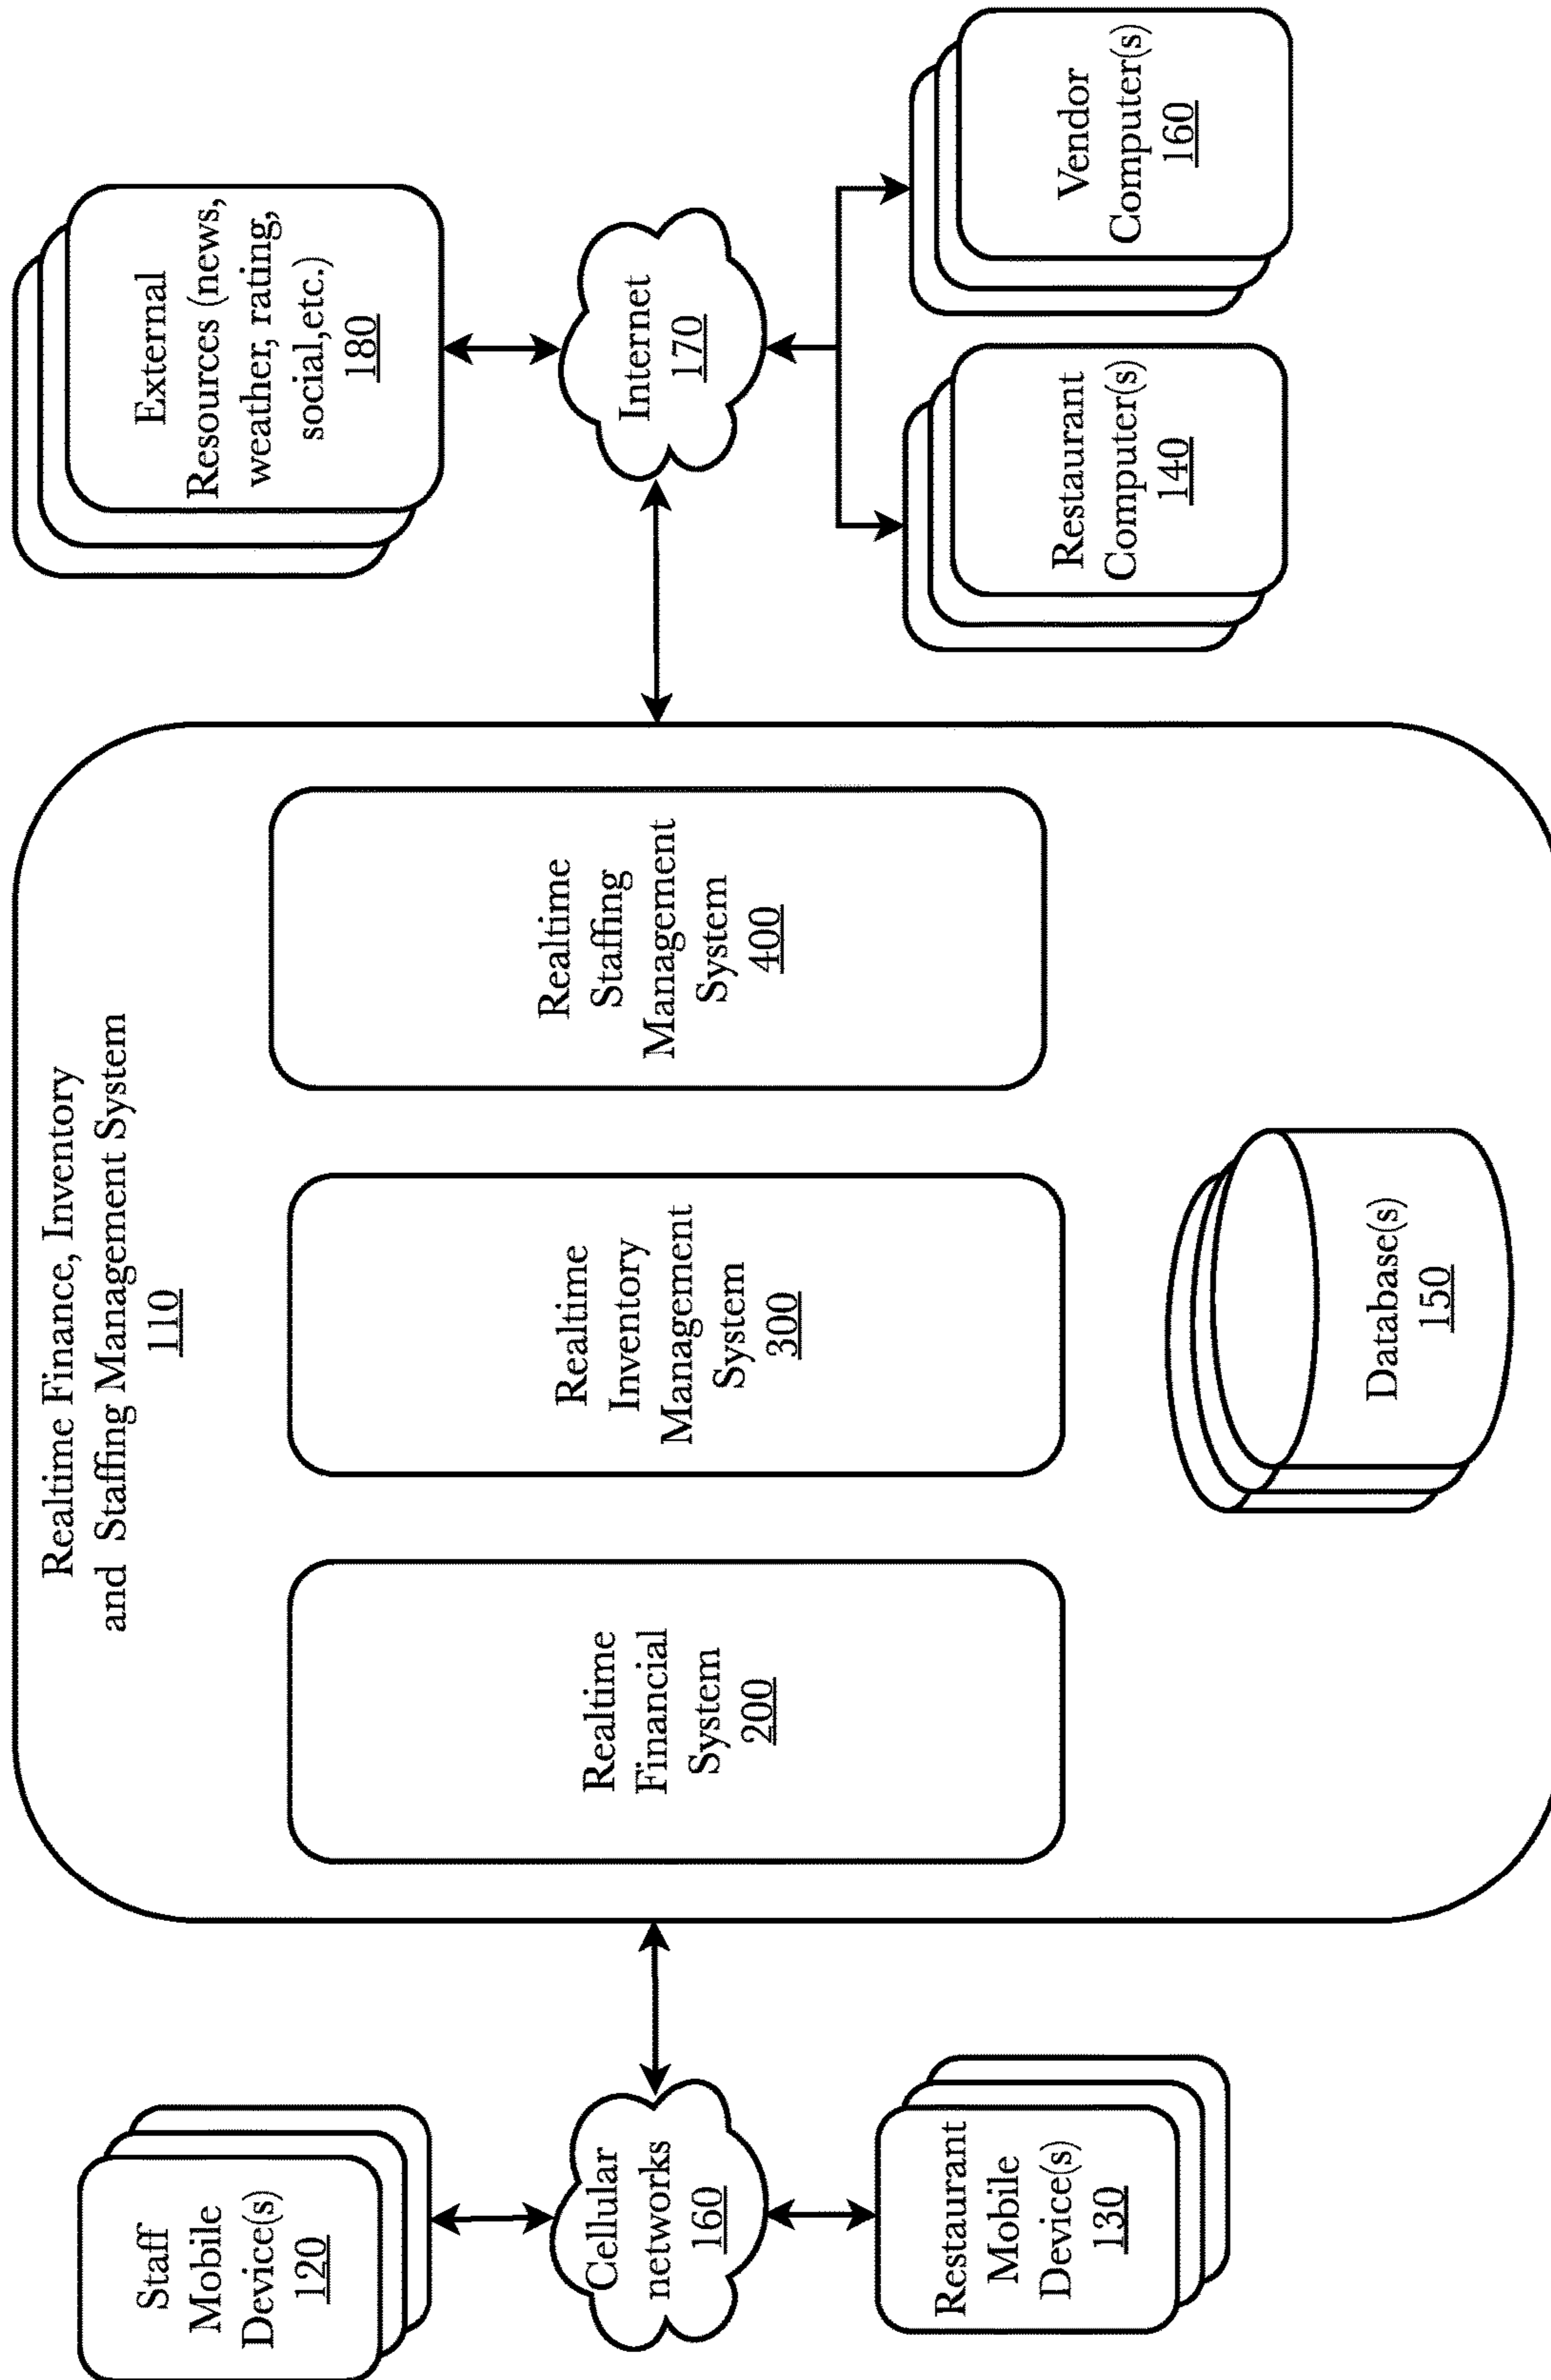 Staff
Mobile
Device(s)
120
Cellular
networks
160
Restaurant
Mobile
Device(s)
130
Realtime Finance, Inventory
and Staffing Management System
110
Realtime
Financial
System
200
Realtime
Inventory
Management
System
300
Realtime
Staffing
Management
System
400
Database(s)
150
External
Resources (news,
weather, rating,
social,etc.)
180
Internet
170
Restaurant
Computer(s)
140
Vendor
Computer(s)
160